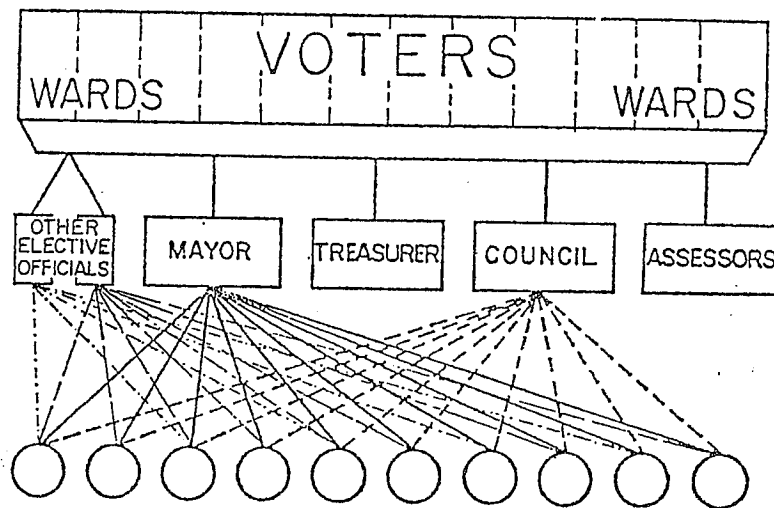 VOTERS
WARDS WARDS
OTHER
ELECTIVE
OFFICIALS
MAYOR
TREASURER
COUNCIL
ASSESSORS